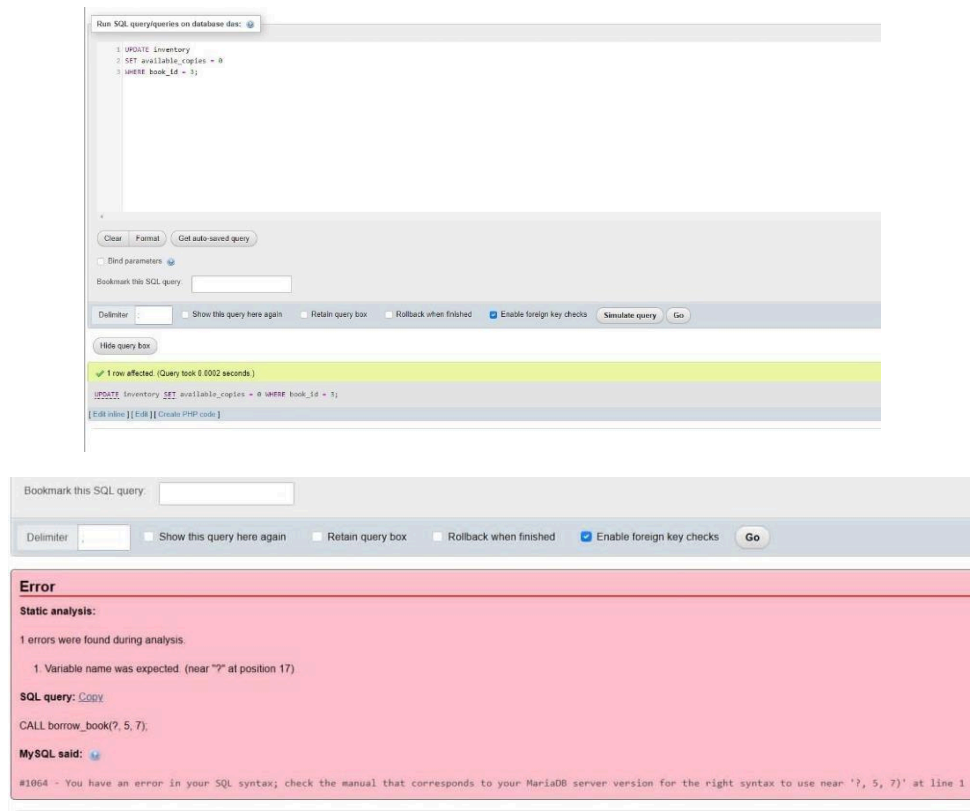 Run SQL query/queries on database das:
1 UPDATE inventory
2 SET available_copies = 0
3 WHERE book_id = 3;
Clear Format Get auto-saved query
Bind parameters
Bookmark this SQL query:
Delimiter ; Show this query here again Retain query box Rollback when finished Enable foreign key checks Simulate query Go
Hide query box
1 row affected. (Query took 0.0002 seconds.)
UPDATE inventory SET available_copies = 0 WHERE book_id = 3;
[ Edit inline ] [ Edit ] [ Create PHP code ]
Bookmark this SQL query:
Delimiter ; Show this query here again Retain query box Rollback when finished Enable foreign key checks Go
Error
Static analysis:
1 errors were found during analysis.
1. Variable name was expected. (near "?" at position 17)
SQL query: Copy
CALL borrow_book(?, 5, 7);
MySQL said:
#1064 - You have an error in your SQL syntax; check the manual that corresponds to your MariaDB server version for the right syntax to use near '?, 5, 7)' at line 1